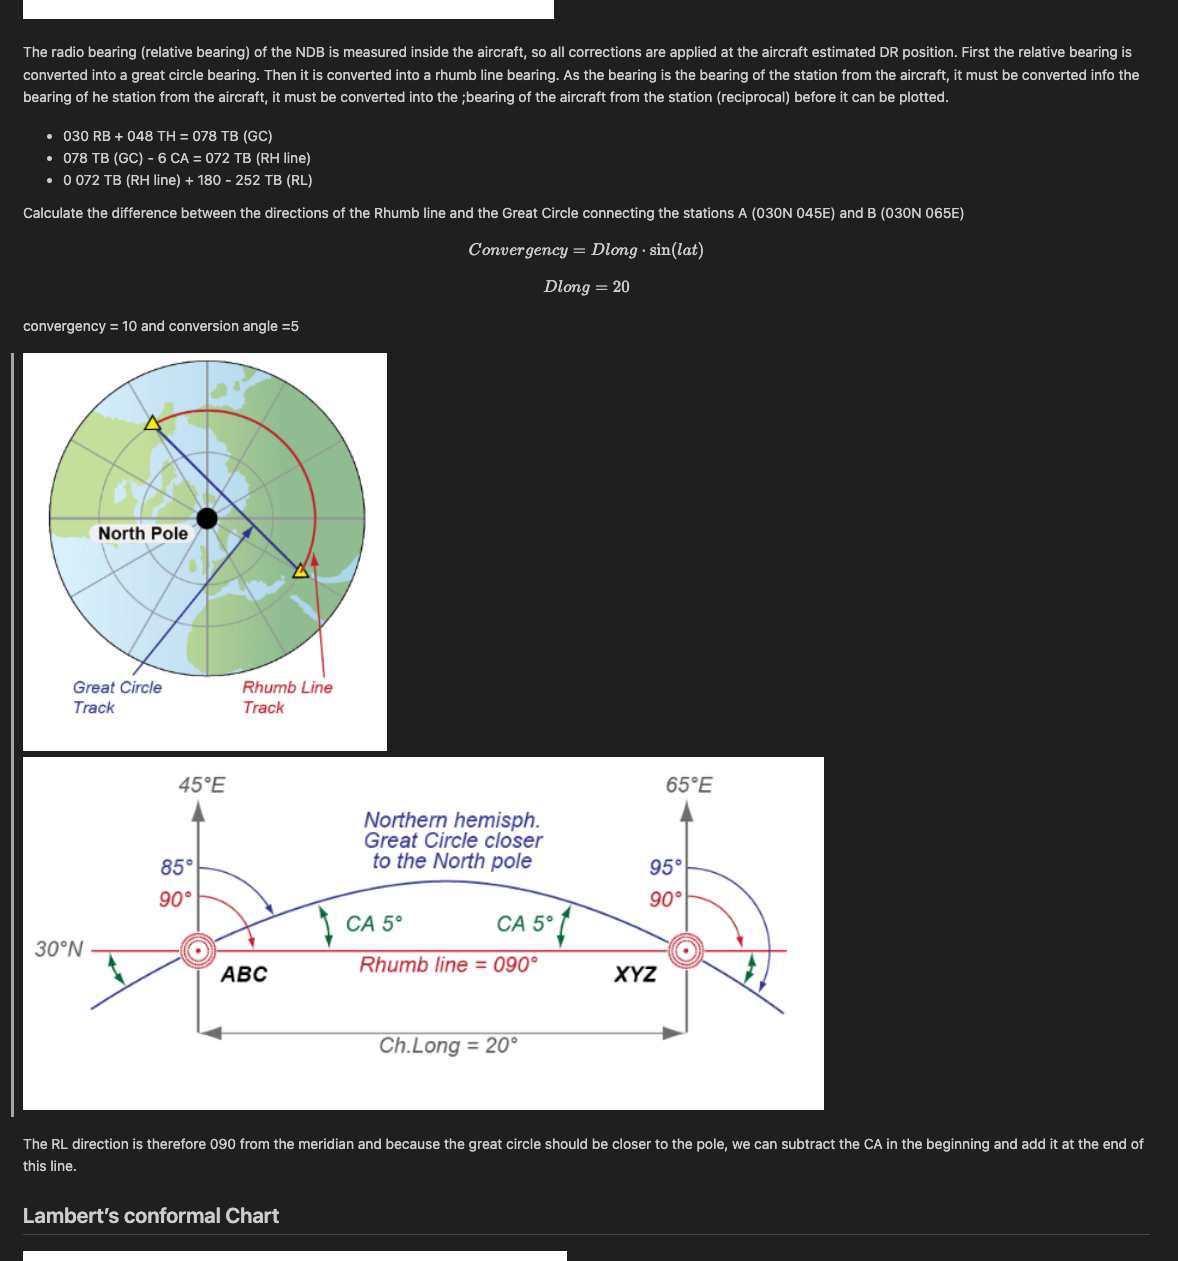 The radio bearing (relative bearing) of the NDB is measured inside the aircraft, so all corrections are applied at the aircraft estimated DR position. First the relative bearing is
converted into a great circle bearing. Then it is converted into a rhumb line bearing. As the bearing is the bearing of the station from the aircraft, it must be converted info the
bearing of he station from the aircraft, it must be converted into the ;bearing of the aircraft from the station (reciprocal) before it can be plotted.
• 030 RB + 048 TH = 078 TB (GC)
• 078 TB (GC) - 6 CA = 072 TB (RH line)
• 0 072 TB (RH line) + 180 - 252 TB (RL)
Calculate the difference between the directions of the Rhumb line and the Great Circle connecting the stations A (030N 045E) and B (030N 065E)
Convergency = Dlong · sin(lat)
Dlong = 20
convergency = 10 and conversion angle =5
North Pole
Great Circle
Track
Rhumb Line
Track
45°E
65°E
Northern hemisph.
Great Circle closer
to the North pole
85°
95°
90°
90°
CA 5°
CA 5°
30°N
Rhumb line = 090°
ABC
XYZ
Ch.Long = 20°
The RL direction is therefore 090 from the meridian and because the great circle should be closer to the pole, we can subtract the CA in the beginning and add it at the end of
this line.
Lambert's conformal Chart